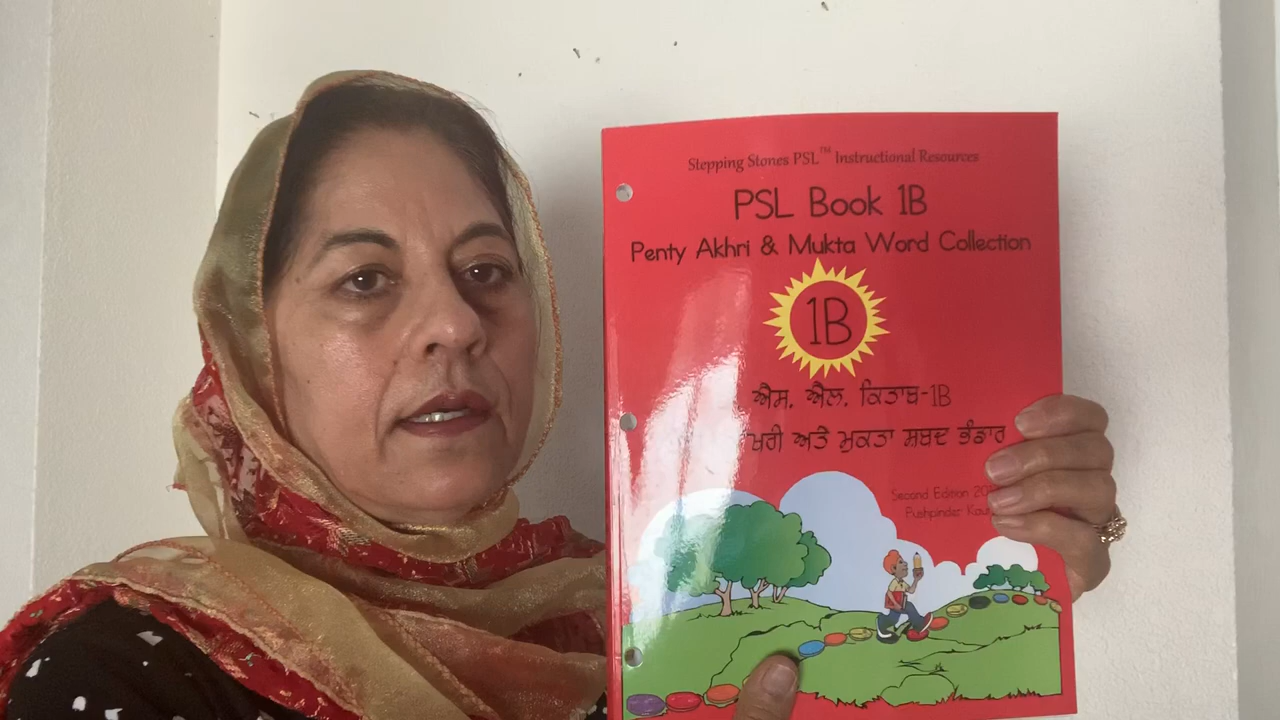 Stepping Stones PSL™ Instructional Resources
PSL Book 1B
Penty Akhri & Mukta Word Collection
1B
ਐਸ. ਐਲ. ਕਿਤਾਬ-1B
ਅਤੇ ਮੁਕਤਾ ਸ਼ਬਦ ਭੰਡਾਰ
Second Edition
Pushpinder